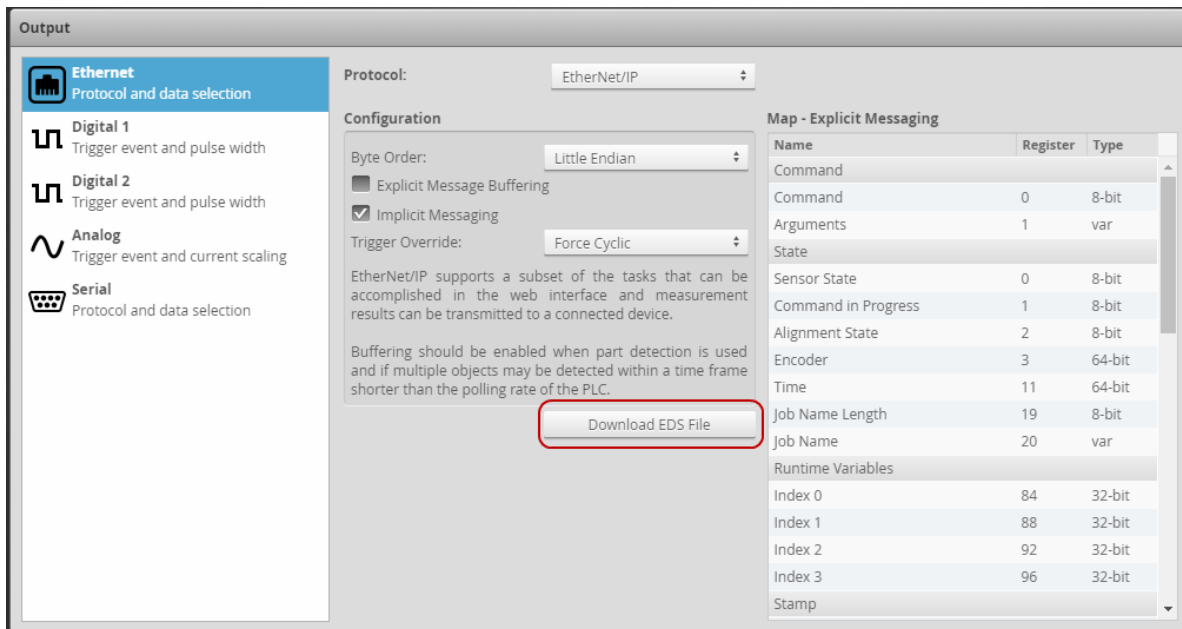 Output
Ethernet
Protocol and data selection
Digital 1
Trigger event and pulse width
Digital 2
Trigger event and pulse width
Analog
Trigger event and current scaling
Serial
Protocol and data selection
Protocol: EtherNet/IP
Configuration
Byte Order: Little Endian
Explicit Message Buffering
Implicit Messaging
Trigger Override: Force Cyclic
EtherNet/IP supports a subset of the tasks that can be
accomplished in the web interface and measurement
results can be transmitted to a connected device.
Buffering should be enabled when part detection is used
and if multiple objects may be detected within a time frame
shorter than the polling rate of the PLC.
Download EDS File
Map - Explicit Messaging
Name Register Type
Command
Command 0 8-bit
Arguments 1 var
State
Sensor State 0 8-bit
Command in Progress 1 8-bit
Alignment State 2 8-bit
Encoder 3 64-bit
Time 11 64-bit
Job Name Length 19 8-bit
Job Name 20 var
Runtime Variables
Index 0 84 32-bit
Index 1 88 32-bit
Index 2 92 32-bit
Index 3 96 32-bit
Stamp